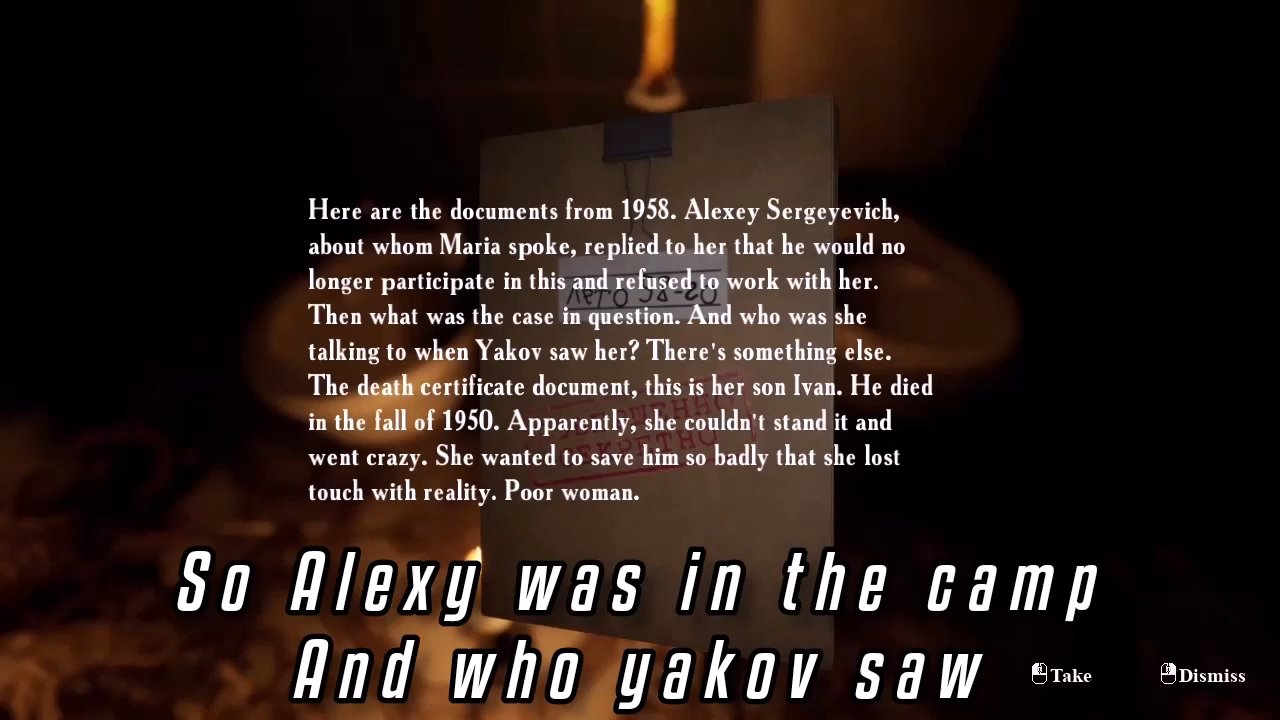 Here are the documents from 1958. Alexey Sergeyevich,
about whom Maria spoke, replied to her that he would no
longer participate in this and refused to work with her.
Then what was the case in question. And who was she
talking to when Yakov saw her? There's something else.
The death certificate document, this is her son Ivan. He died
in the fall of 1950. Apparently, she couldn't stand it and
went crazy. She wanted to save him so badly that she lost
touch with reality. Poor woman.
So Alexy was in the camp
And who yakov saw
Take
Dismiss